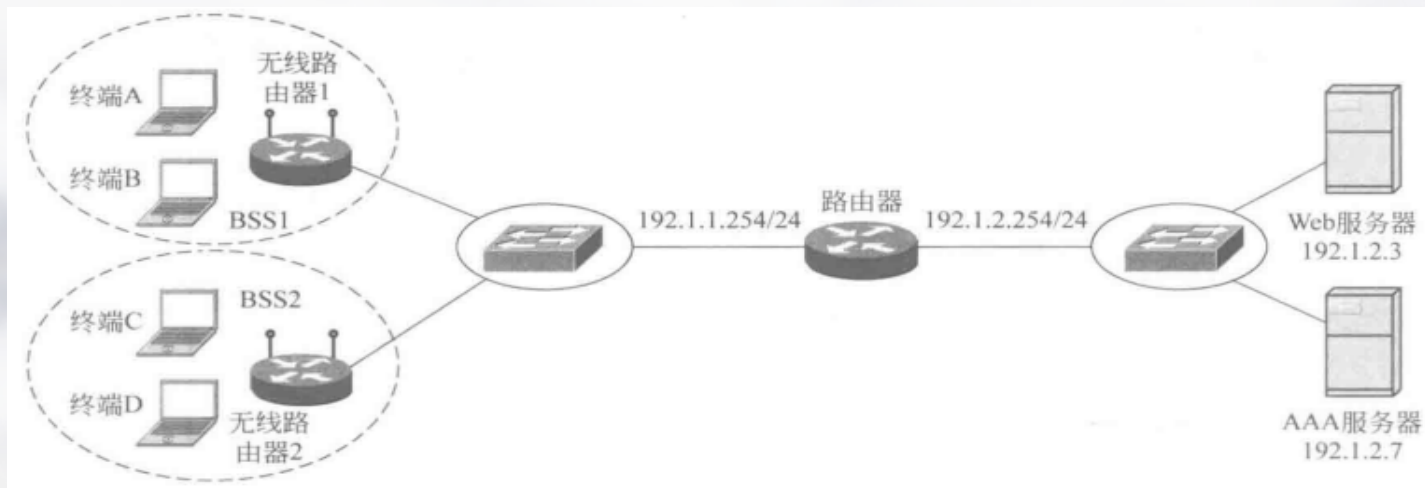 无线路
由器1
终端A
终端B
BSS1
192.1.1.254/24
路由器
192.1.2.254/24
Web服务器
192.1.2.3
BSS2
终端C
终端D
无线路
由器2
AAA服务器
192.1.2.7